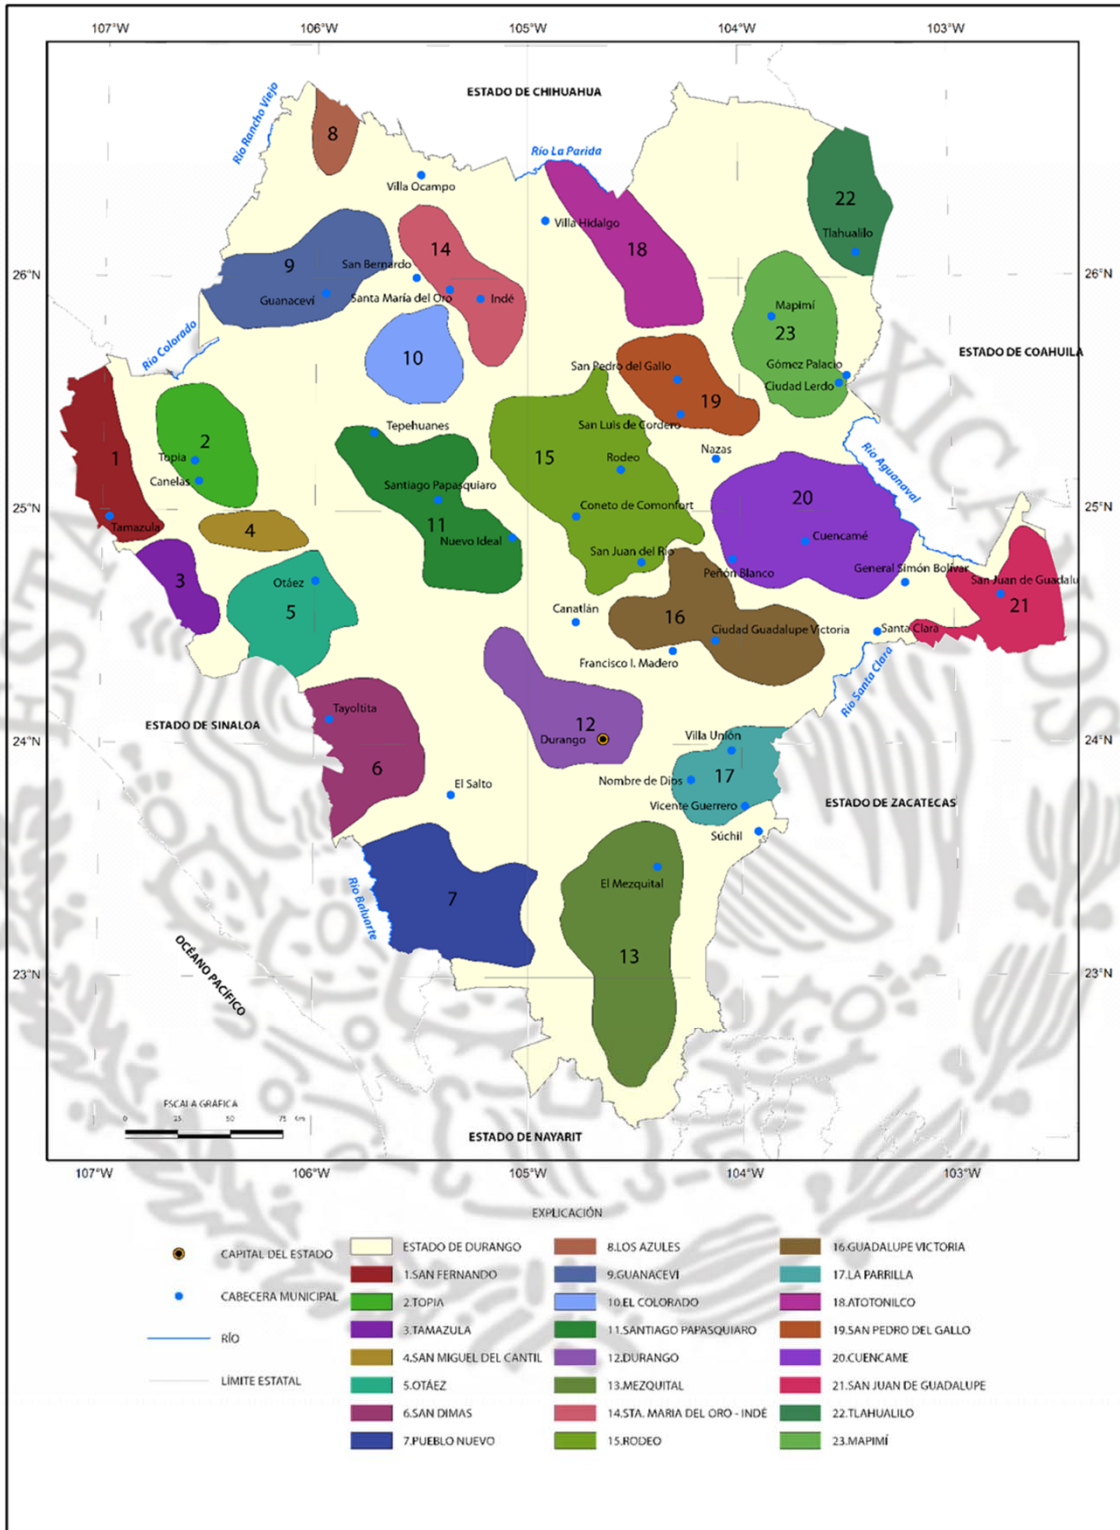 107°W 106°W 105°W 104°W 103°W
ESTADO DE CHIHUAHUA
Río Rancho Viejo
8
Río La Parida
Villa Ocampo
22
Villa Hidalgo
Tlahualilo
14
18
26°N
26°N
9
San Bernardo
Guanaceví
Santa María del Oro
Indé
Mapimí
23
Río Colorado
10
ESTADO DE COAHUILA
San Pedro del Gallo
Gómez Palacio
Ciudad Lerdo
19
San Luis de Cordero
Tepehuanes
2
1
Topia
Canelas
15
Rodeo
Nazas
Río Aguanaval
Santiago Papasquiaro
20
25°N
25°N
Coneto de Comonfort
Tamazula
4
11
Nuevo Ideal
Cuencamé
San Juan del Río
Peñón Blanco
General Simón Bolívar
3
Otáez
San Juan de Guadalu
5
Canatlán
16
21
Ciudad Guadalupe Victoria
Santa Clara
Francisco I. Madero
Río Santa Clara
Tayoltita
ESTADO DE SINALOA
12
Durango
Villa Unión
24°N
24°N
6
Nombre de Dios
17
El Salto
Vicente Guerrero
ESTADO DE ZACATECAS
Súchil
7
El Mezquital
Río Baluarte
OCÉANO PACÍFICO
13
23°N
23°N
ESCALA GRÁFICA
0 25 50 75 Km
ESTADO DE NAYARIT
107°W 106°W 105°W 104°W 103°W
EXPLICACIÓN
CAPITAL DEL ESTADO
CABECERA MUNICIPAL
RÍO
LÍMITE ESTATAL
ESTADO DE DURANGO
1.SAN FERNANDO
2.TOPIA
3.TAMAZULA
4.SAN MIGUEL DEL CANTIL
5.OTÁEZ
6.SAN DIMAS
7.PUEBLO NUEVO
8.LOS AZULES
9.GUANACEVI
10.EL COLORADO
11.SANTIAGO PAPASQUIARO
12.DURANGO
13.MEZQUITAL
14.STA. MARIA DEL ORO - INDÉ
15.RODEO
16.GUADALUPE VICTORIA
17.LA PARRILLA
18.ATOTONILCO
19.SAN PEDRO DEL GALLO
20.CUENCAME
21.SAN JUAN DE GUADALUPE
22.TLAHUALILO
23.MAPIMÍ